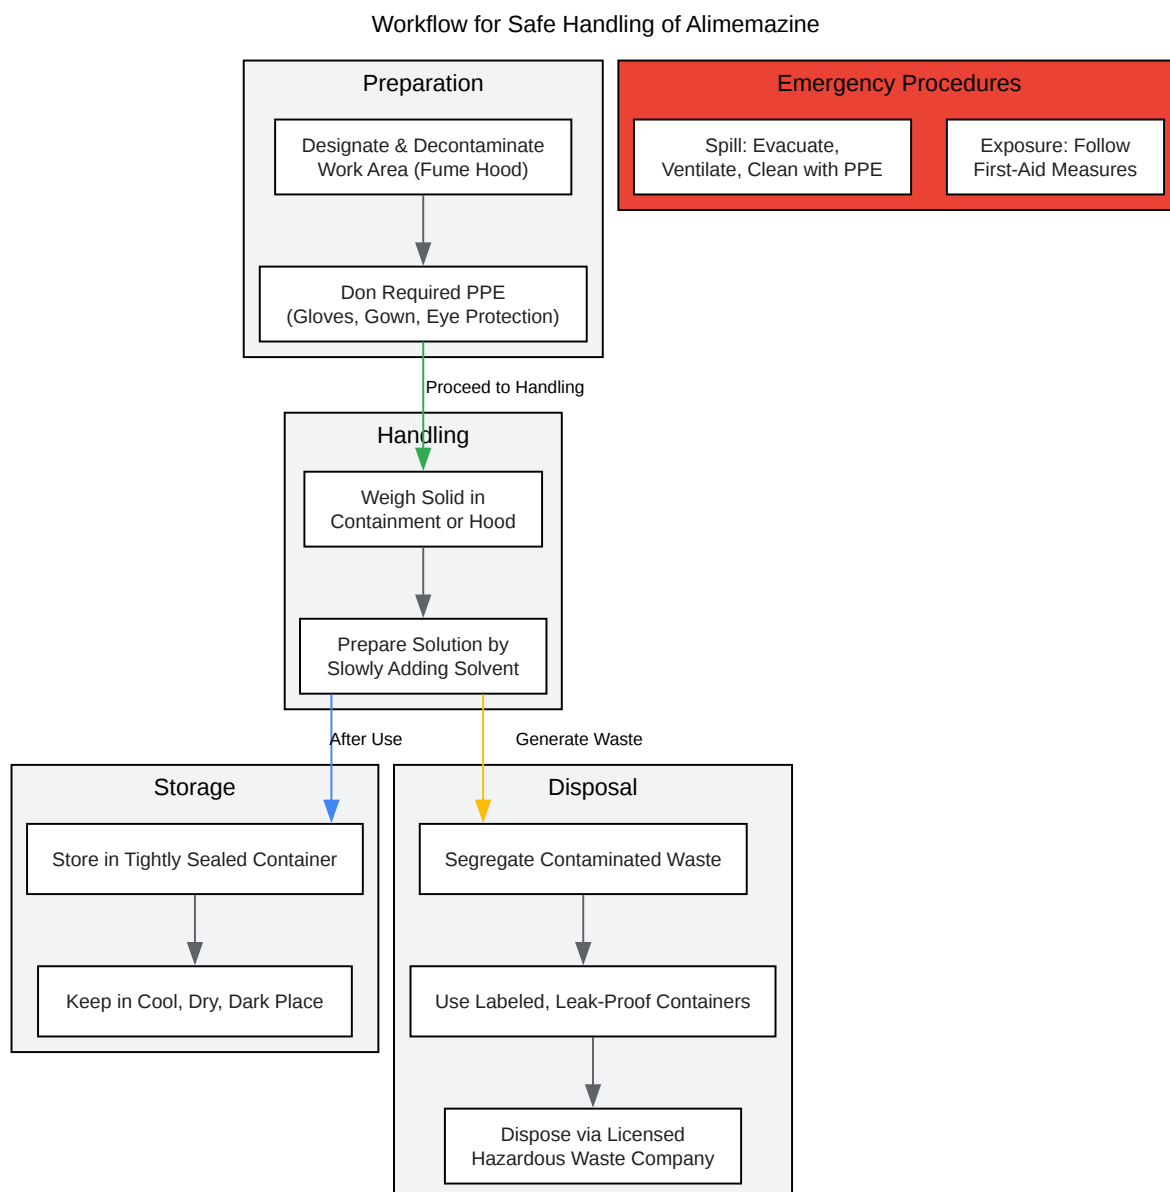 Workflow for Safe Handling of Alimemazine
Preparation
Designate & Decontaminate
Work Area (Fume Hood)
Don Required PPE
(Gloves, Gown, Eye Protection)
Emergency Procedures
Spill: Evacuate,
Ventilate, Clean with PPE
Exposure: Follow
First-Aid Measures
Proceed to Handling
Handling
Weigh Solid in
Containment or Hood
Prepare Solution by
Slowly Adding Solvent
After Use
Generate Waste
Storage
Store in Tightly Sealed Container
Keep in Cool, Dry, Dark Place
Disposal
Segregate Contaminated Waste
Use Labeled, Leak-Proof Containers
Dispose via Licensed
Hazardous Waste Company